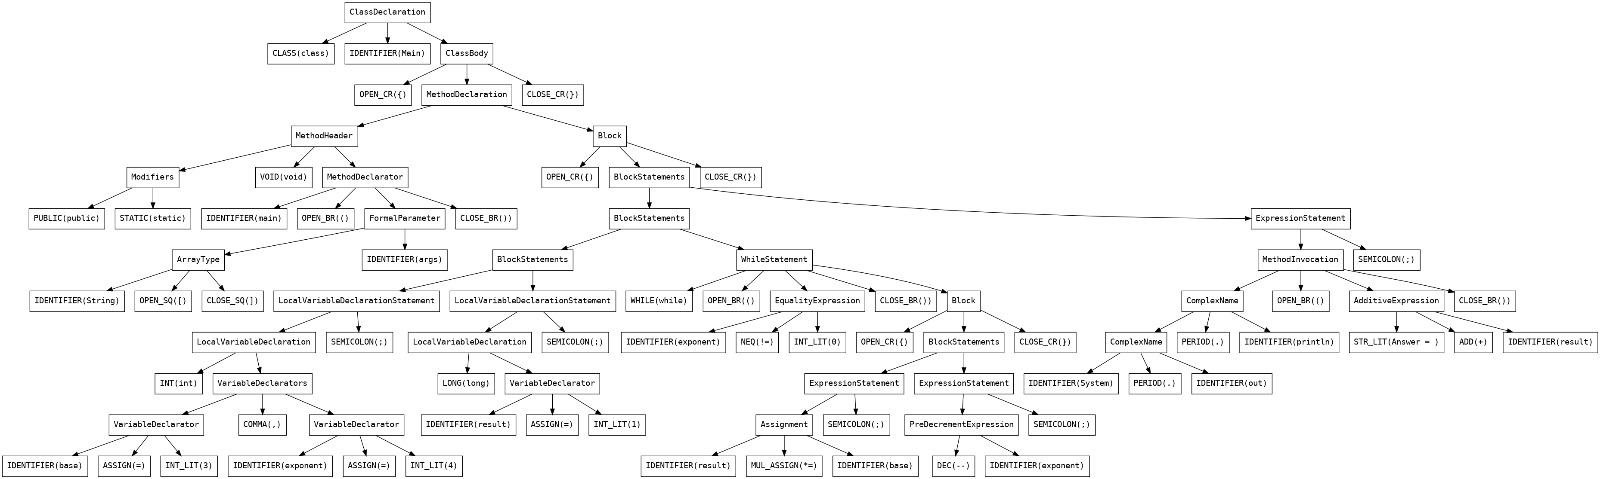 ClassDeclaration
CLASS(class) IDENTIFIER(Main) ClassBody
OPEN_CR({) MethodDeclaration CLOSE_CR(})
MethodHeader Block
Modifiers VOID(void) MethodDeclarator OPEN_CR({) BlockStatements CLOSE_CR(})
PUBLIC(public) STATIC(static) IDENTIFIER(main) OPEN_BR(() FormalParameter CLOSE_BR()) BlockStatements ExpressionStatement
ArrayType IDENTIFIER(args) BlockStatements WhileStatement MethodInvocation SEMICOLON(;)
IDENTIFIER(String) OPEN_SQ([) CLOSE_SQ(]) LocalVariableDeclarationStatement LocalVariableDeclarationStatement WHILE(while) OPEN_BR(() EqualityExpression CLOSE_BR()) Block ComplexName OPEN_BR(() AdditiveExpression CLOSE_BR())
LocalVariableDeclaration SEMICOLON(;) LocalVariableDeclaration SEMICOLON(;) IDENTIFIER(exponent) NEQ(!=) INT_LIT(0) OPEN_CR({) BlockStatements CLOSE_CR(}) ComplexName PERIOD(.) IDENTIFIER(println) STR_LIT(Answer = ) ADD(+) IDENTIFIER(result)
INT(int) VariableDeclarators LONG(long) VariableDeclarator ExpressionStatement ExpressionStatement IDENTIFIER(System) PERIOD(.) IDENTIFIER(out)
VariableDeclarator COMMA(,) VariableDeclarator IDENTIFIER(result) ASSIGN(=) INT_LIT(1) Assignment SEMICOLON(;) PreDecrementExpression SEMICOLON(;)
IDENTIFIER(base) ASSIGN(=) INT_LIT(3) IDENTIFIER(exponent) ASSIGN(=) INT_LIT(4) IDENTIFIER(result) MUL_ASSIGN(*=) IDENTIFIER(base) DEC(--) IDENTIFIER(exponent)